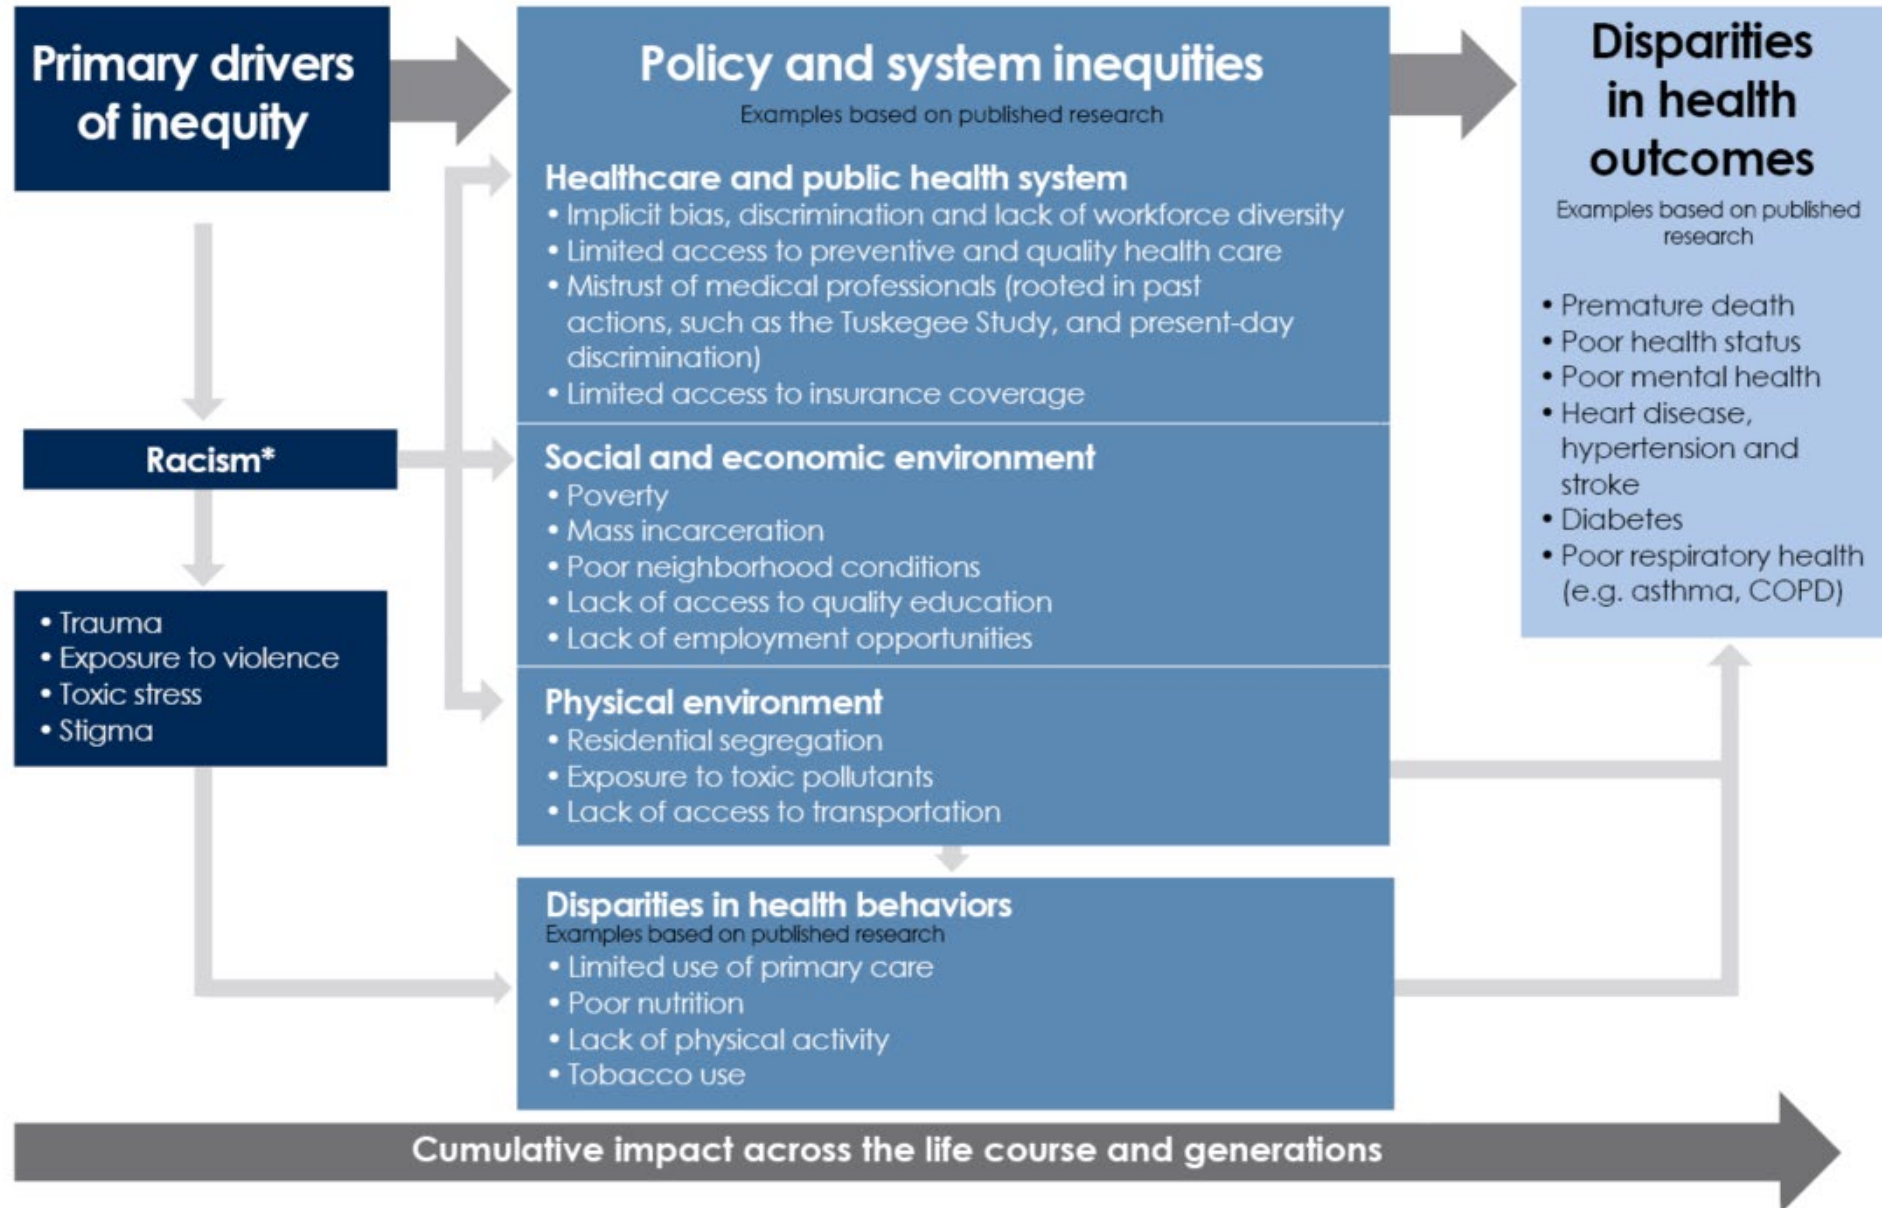 Primary drivers
of inequity
Racism*
• Trauma
• Exposure to violence
• Toxic stress
• Stigma
Policy and system inequities
Examples based on published research
Healthcare and public health system
• Implicit bias, discrimination and lack of workforce diversity
• Limited access to preventive and quality health care
• Mistrust of medical professionals (rooted in past
actions, such as the Tuskegee Study, and present-day
discrimination)
• Limited access to insurance coverage
Social and economic environment
• Poverty
• Mass incarceration
• Poor neighborhood conditions
• Lack of access to quality education
• Lack of employment opportunities
Physical environment
• Residential segregation
• Exposure to toxic pollutants
• Lack of access to transportation
Disparities in health behaviors
Examples based on published research
• Limited use of primary care
• Poor nutrition
• Lack of physical activity
• Tobacco use
Disparities
in health
outcomes
Examples based on published
research
• Premature death
• Poor health status
• Poor mental health
• Heart disease,
hypertension and
stroke
• Diabetes
• Poor respiratory health
(e.g. asthma, COPD)
Cumulative impact across the life course and generations